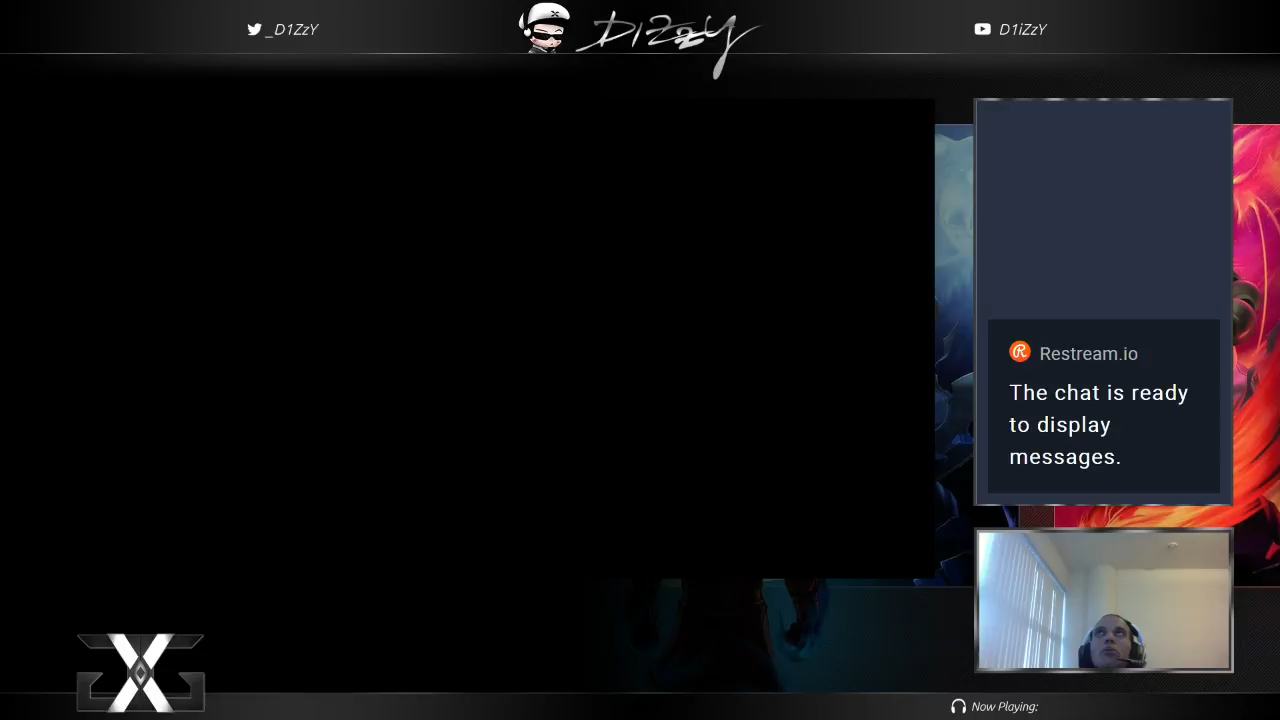 _D1ZzY
D1ZzY
D1iZzY
Restream.io
The chat is ready
to display
messages.
Now Playing: